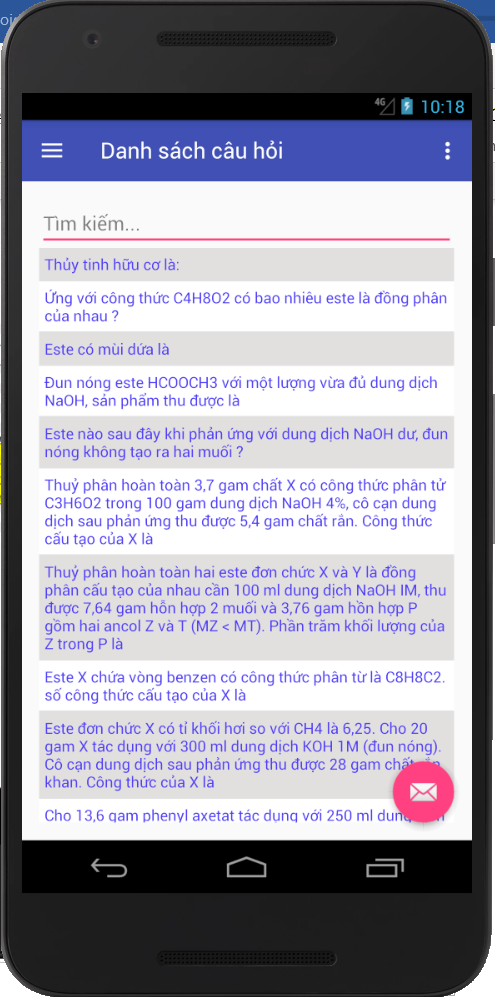 4G 10:18
Danh sách câu hỏi
Tìm kiếm...
Thủy tinh hữu cơ là:
Ứng với công thức C4H8O2 có bao nhiêu este là đồng phân
của nhau ?
Este có mùi dứa là
Đun nóng este HCOOCH3 với một lượng vừa đủ dung dịch
NaOH, sản phẩm thu được là
Este nào sau đây khi phản ứng với dung dịch NaOH dư, đun
nóng không tạo ra hai muối ?
Thuỷ phân hoàn toàn 3,7 gam chất X có công thức phân tử
C3H6O2 trong 100 gam dung dịch NaOH 4%, cô cạn dung
dịch sau phản ứng thu được 5,4 gam chất rắn. Công thức
cấu tạo của X là
Thuỷ phân hoàn toàn hai este đơn chức X và Y là đồng
phân cấu tạo của nhau cần 100 ml dung dịch NaOH IM, thu
được 7,64 gam hỗn hợp 2 muối và 3,76 gam hồn hợp P
gồm hai ancol Z và T (MZ < MT). Phần trăm khối lượng của
Z trong P là
Este X chứa vòng benzen có công thức phân từ là C8H8C2.
số công thức cấu tạo của X là
Este đơn chức X có tỉ khối hơi so với CH4 là 6,25. Cho 20
gam X tác dụng với 300 ml dung dịch KOH 1M (đun nóng).
Cô cạn dung dịch sau phản ứng thu được 28 gam chất
khan. Công thức của X là
Cho 13,6 gam phenyl axetat tác dụng với 250 ml